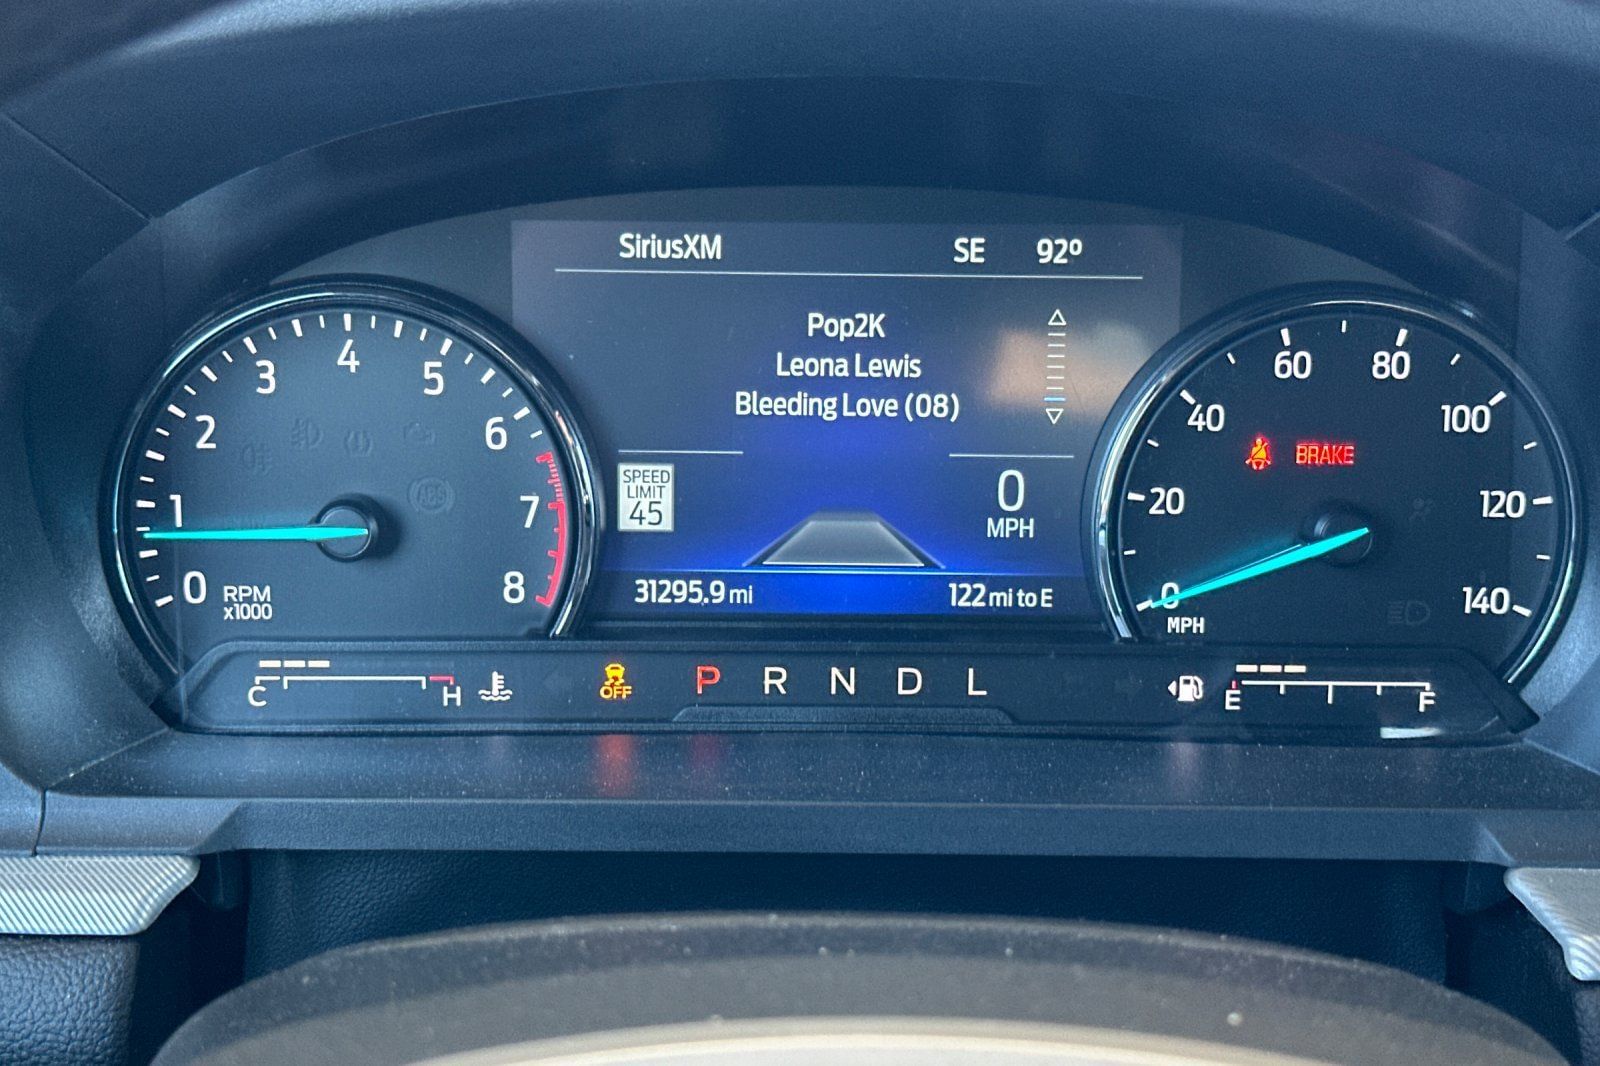 SiriusXM SE 92º
Pop2K
Leona Lewis
Bleeding Love (08)
SPEED
LIMIT
45
0
MPH
31295.9 mi 122 mi to E
0 1 2 3 4 5 6 7 8
RPM
x1000
ABS
0 20 40 60 80 100 120 140
MPH
BRAKE
C H
OFF
P R N D L
E F